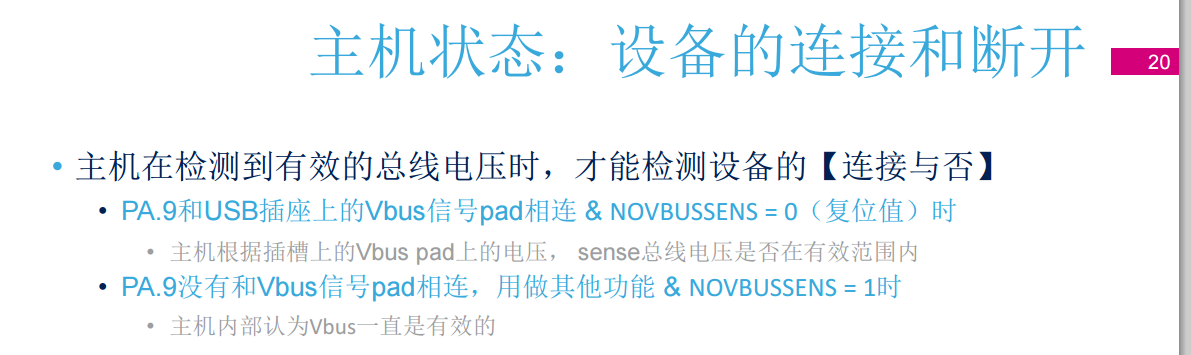 主机状态：设备的连接和断开
20
• 主机在检测到有效的总线电压时，才能检测设备的【连接与否】
• PA.9和USB插座上的Vbus信号pad相连 & NOVBUSSENS = 0（复位值）时
• 主机根据插槽上的Vbus pad上的电压， sense总线电压是否在有效范围内
• PA.9没有和Vbus信号pad相连，用做其他功能 & NOVBUSSENS = 1时
• 主机内部认为Vbus一直是有效的